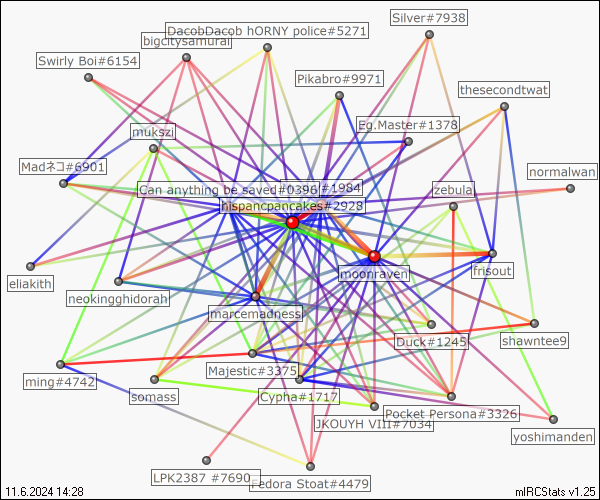 Silver#7938
DacobDacob hORNY police#5271
bigcitysamurai
Swirly Boi#6154
Pikabro#9971
thesecondtwat
Eg.Master#1378
mukszi
Madネコ#6901
normalwan
Can anything be saved#0396
#1984
zebula
hispancpancakes#2928
moonraven
frisout
eliakith
neokingghidorah
marcemadness
Duck#1245
shawntee9
Majestic#3375
ming#4742
somass
Cypha#1717
Pocket Persona#3326
JKOUYH VIII#7034
yoshimanden
LPK2387 #7690
Fedora Stoat#4479
11.6.2024 14:28
mIRCStats v1.25